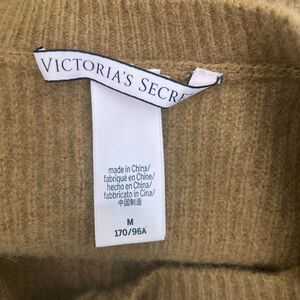 VICTORIA'S SECRE
made in China/
fabriqué en Chine/
hecho en China/
fabbricato in Cina/
中国制造
M
170/96A